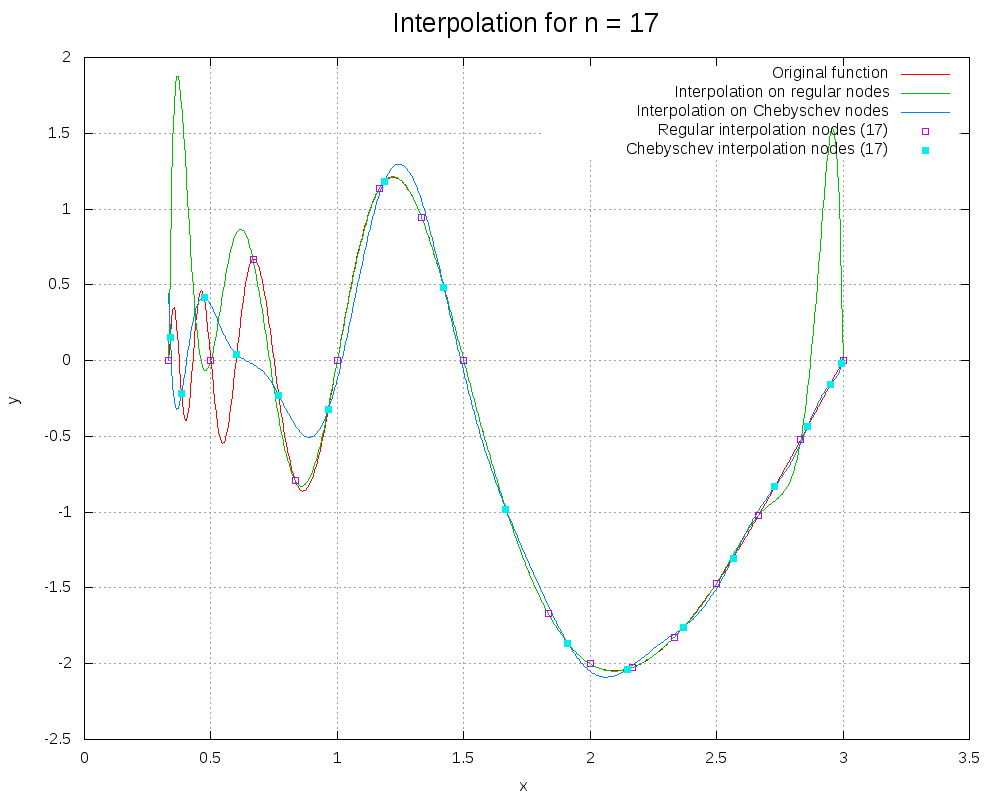 Interpolation for n = 17
Original function
Interpolation on regular nodes
Interpolation on Chebyschev nodes
Regular interpolation nodes (17)
Chebyschev interpolation nodes (17)
2
1.5
1
0.5
0
-0.5
-1
-1.5
-2
-2.5
y
0 0.5 1 1.5 2 2.5 3 3.5
x